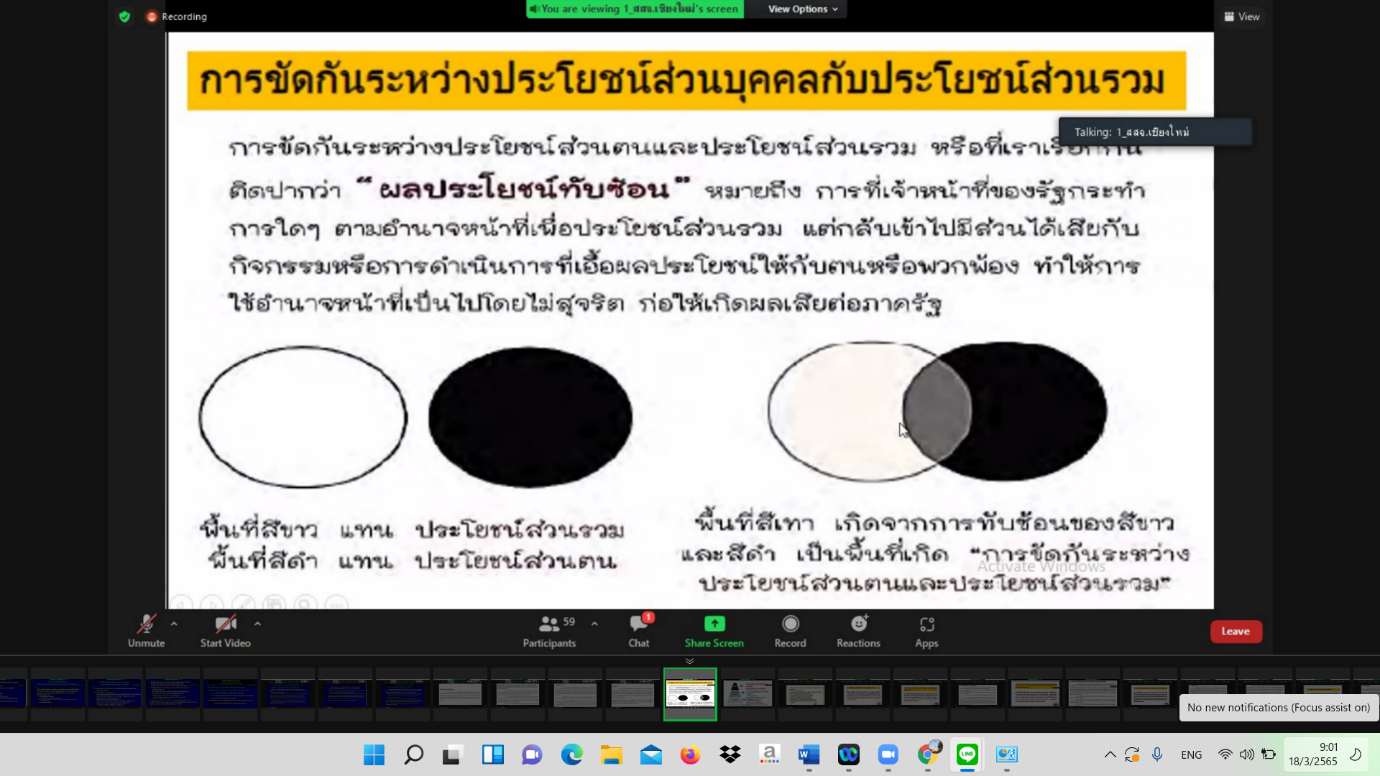 Recording
You are viewing 1_สสจ.เชียงใหม่'s screen
View Options
View
การขัดกันระหว่างประโยชน์ส่วนบุคคลกับประโยชน์ส่วนรวม
Talking: 1_สสจ.เชียงใหม่
การขัดกันระหว่างประโยชน์ส่วนตนและประโยชน์ส่วนรวม หรือที่เราเรียกกัน
ติดปากว่า "ผลประโยชน์ทับซ้อน" หมายถึง การที่เจ้าหน้าที่ของรัฐกระทำ
การใดๆ ตามอำนาจหน้าที่เพื่อประโยชน์ส่วนรวม แต่กลับเข้าไปมีส่วนได้เสียกับ
กิจกรรมหรือการดำเนินการที่เอื้อผลประโยชน์ให้กับตนหรือพวกพ้อง ทำให้การ
ใช้อำนาจหน้าที่เป็นไปโดยไม่สุจริต ก่อให้เกิดผลเสียต่อภาครัฐ
พื้นที่สีขาว แทน ประโยชน์ส่วนรวม
พื้นที่สีดำ แทน ประโยชน์ส่วนตน
พื้นที่สีเทา เกิดจากการทับซ้อนของสีขาว
และสีดำ เป็นพื้นที่เกิด "การขัดกันระหว่าง
ประโยชน์ส่วนตนและประโยชน์ส่วนรวม"
Activate Windows
Unmute
Start Video
59
Participants
1
Chat
Share Screen
Record
Reactions
Apps
Leave
No new notifications (Focus assist on)
LINE
ENG
9:01
18/3/2565